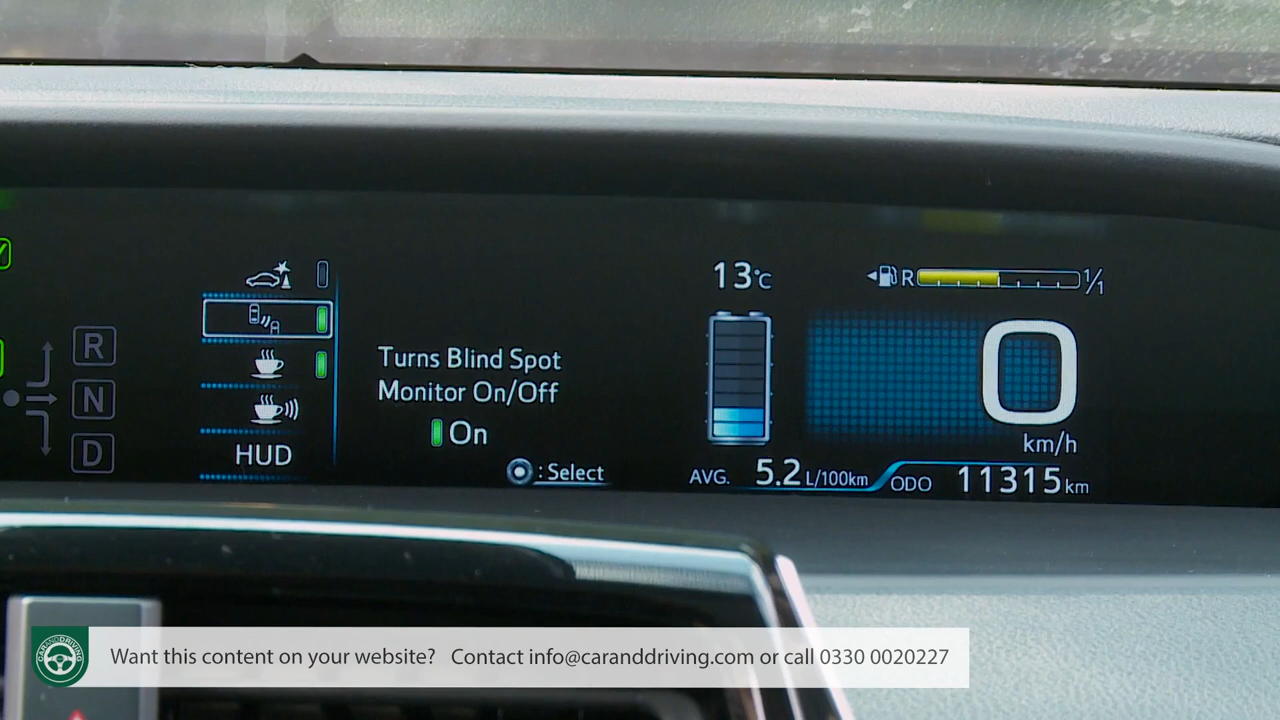 R
N
D
HUD
Turns Blind Spot
Monitor On/Off
On
: Select
13°C
R
1/1
0
km/h
AVG. 5.2 L/100km
ODO 11315 km
CARANDDRIVING
Want this content on your website? Contact info@caranddriving.com or call 0330 0020227